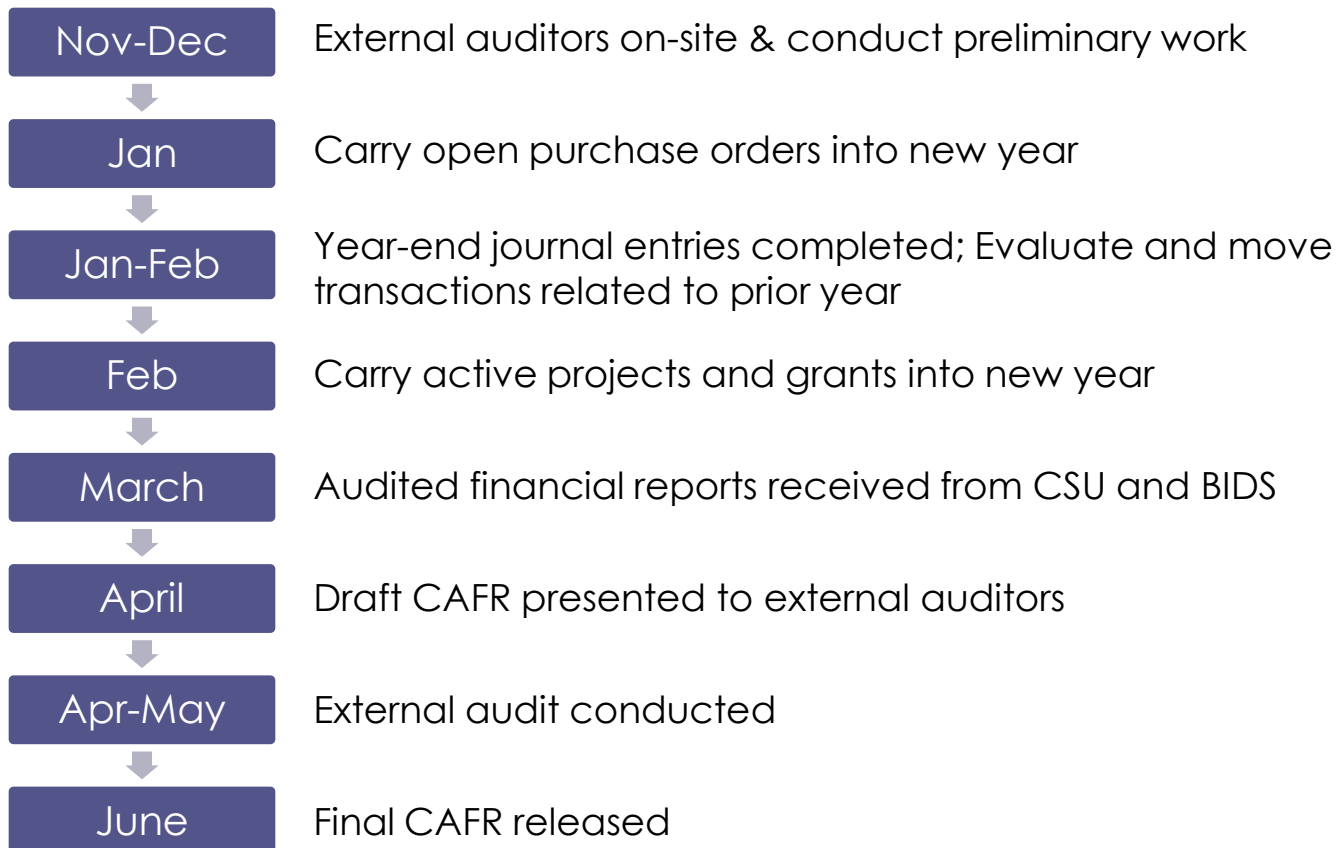 Nov-Dec
External auditors on-site & conduct preliminary work
Jan
Carry open purchase orders into new year
Jan-Feb
Year-end journal entries completed; Evaluate and move
transactions related to prior year
Feb
Carry active projects and grants into new year
March
Audited financial reports received from CSU and BIDS
April
Draft CAFR presented to external auditors
Apr-May
External audit conducted
June
Final CAFR released